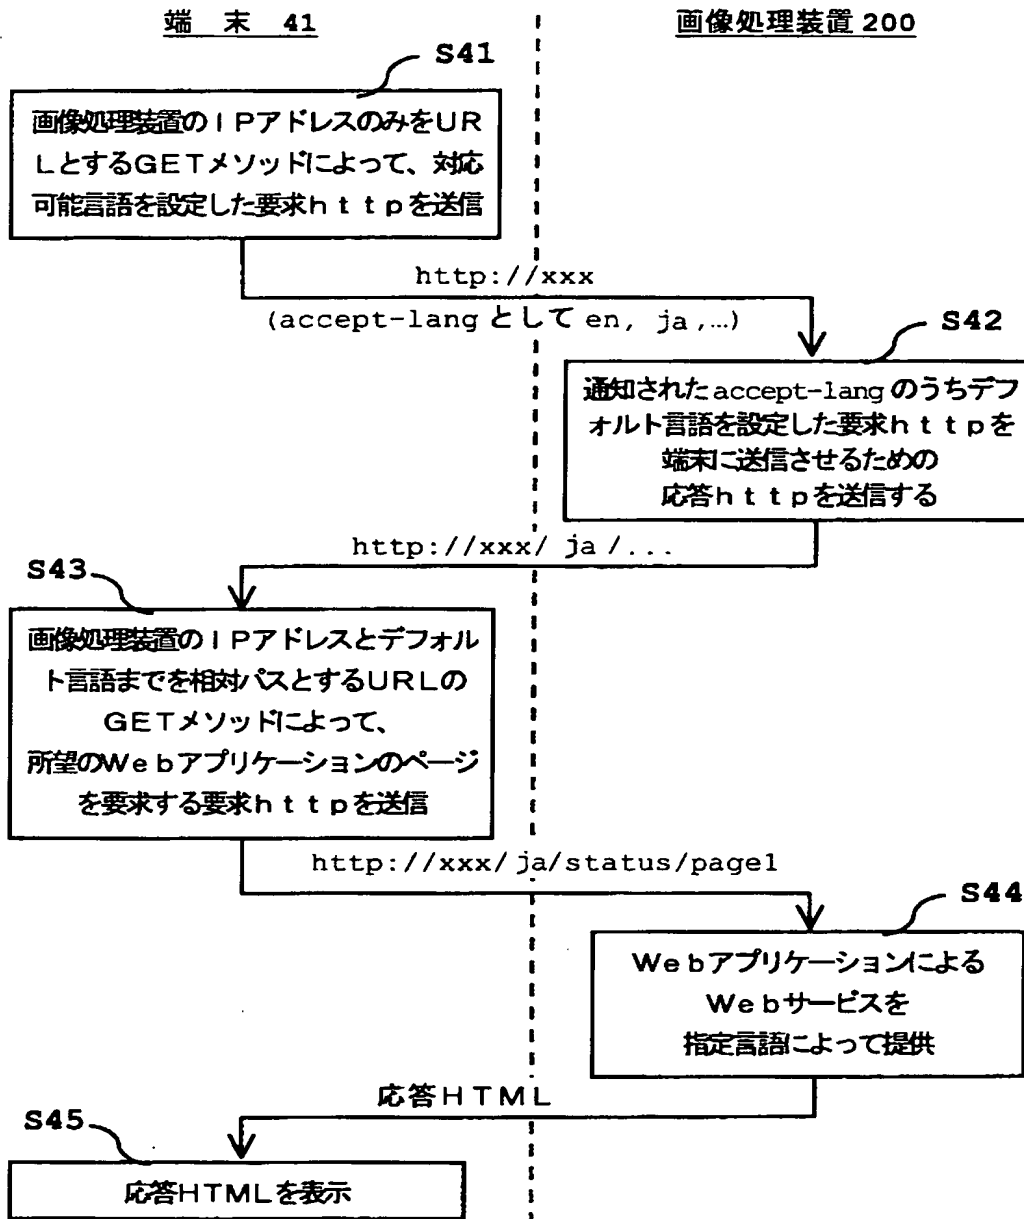 端 末 41
画像処理装置200
S41
画像処理装置のIPアドレスのみをUR
LとするGETメソッドによって、対応
可能言語を設定した要求httpを送信
http://xxx
(accept-lang として en, ja,…)
S42
通知されたaccept-langのうちデフ
ォルト言語を設定した要求httpを
端末に送信させるための
応答httpを送信する
http://xxx/ja/...
S43
画像処理装置のIPアドレスとデフォル
ト言語までを相対パスとするURLの
GETメソッドによって、
所望のWebアプリケーションのページ
を要求する要求httpを送信
http://xxx/ja/status/page1
S44
Webアプリケーションによる
Webサービスを
指定言語によって提供
応答HTML
S45
応答HTMLを表示